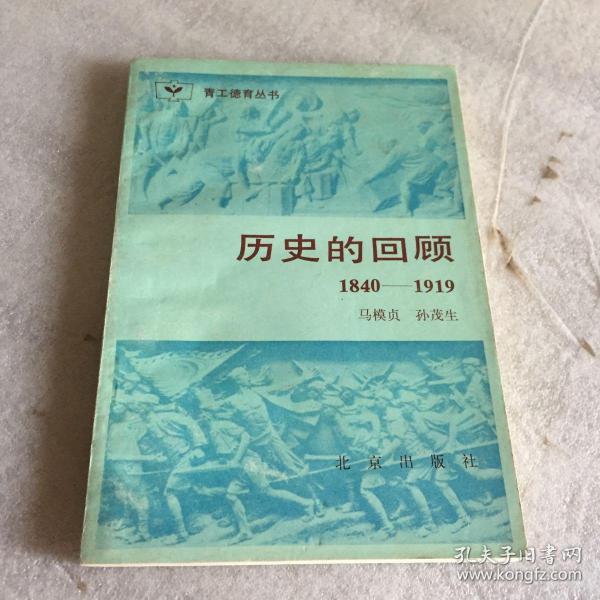 青工德育丛书
历史的回顾
1840——1919
马模贞 孙茂生
北京出版社
孔夫子旧书网
www.kongfz.com